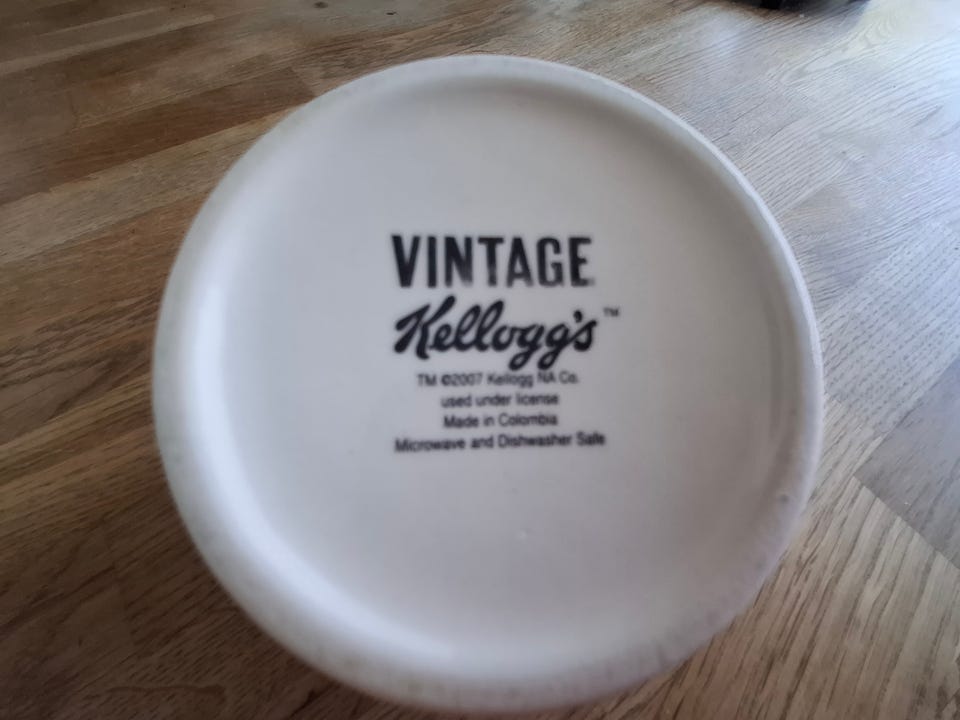 VINTAGE
Kellogg's™
TM ©2007 Kellogg NA Co.
used under license
Made in Colombia
Microwave and Dishwasher Safe